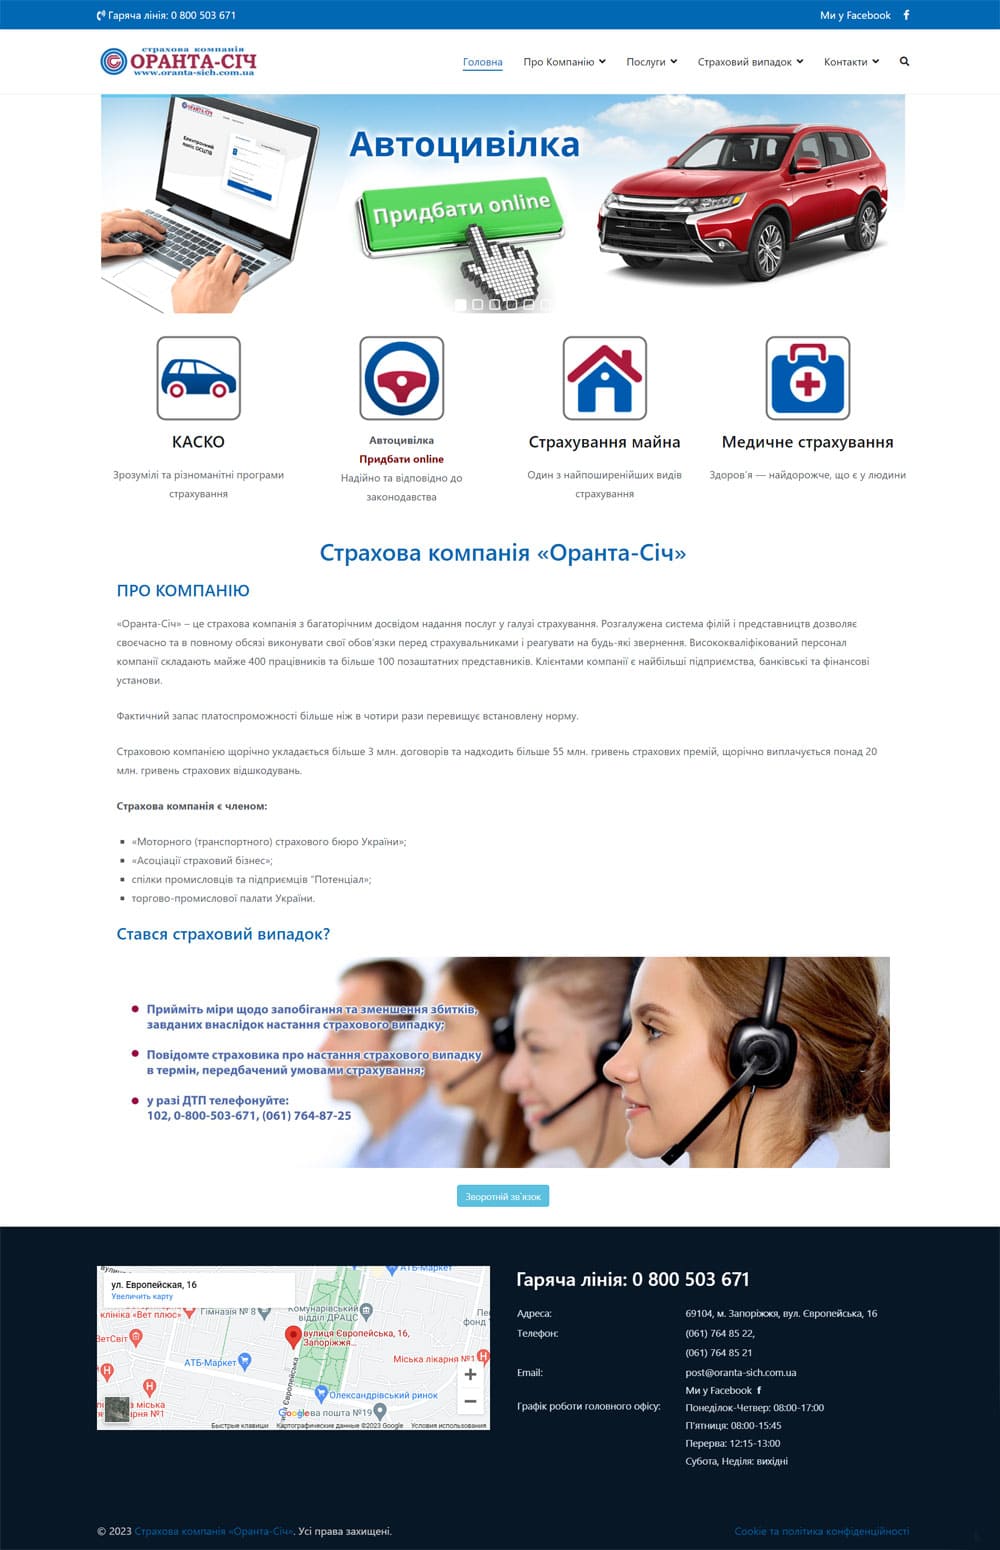 Гаряча лінія: 0 800 503 671
Ми у Facebook
страхова компанія
ОРАНТА-СІЧ
www.oranta-sich.com.ua
Головна
Про Компанію
Послуги
Страховий випадок
Контакти
ОРАНТА-СІЧ
Електронний
поліс ОСЦПВ
Автоцивілка
Придбати online
КАСКО
Зрозумілі та різноманітні програми
страхування
Автоцивілка
Придбати online
Надійно та відповідно до
законодавства
Страхування майна
Один з найпоширенійших видів
страхування
Медичне страхування
Здоров'я — найдорожче, що є у людини
Страхова компанія «Оранта-Січ»
ПРО КОМПАНІЮ
«Оранта-Січ» – це страхова компанія з багаторічним досвідом надання послуг у галузі страхування. Розгалужена система філій і представництв дозволяє
своєчасно та в повному обсязі виконувати свої обов'язки перед страхувальниками і реагувати на будь-які звернення. Висококваліфікований персонал
компанії складають майже 400 працівників та більше 100 позаштатних представників. Клієнтами компанії є найбільші підприємства, банківські та фінансові
установи.
Фактичний запас платоспроможності більше ніж в чотири рази перевищує встановлену норму.
Страховою компанією щорічно укладається більше 3 млн. договорів та надходить більше 55 млн. гривень страхових премій, щорічно виплачується понад 20
млн. гривень страхових відшкодувань.
Страхова компанія є членом:
«Моторного (транспортного) страхового бюро України»;
«Асоціації страховий бізнес»;
спілки промисловців та підприємців "Потенціал»;
торгово-промислової палати України.
Стався страховий випадок?
Прийміть міри щодо запобігання та зменшення збитків,
завданих внаслідок настання страхового випадку;
Повідомте страховика про настання страхового випадку
в термін, передбачений умовами страхування;
у разі ДТП телефонуйте:
102, 0-800-503-671, (061) 764-87-25
Зворотній зв'язок
ул. Европейская, 16
Увеличить карту
АТБ-Маркет
клініка «Вет плюс»
Гімназія № 8
Комунарівський
відділ ДРАЦС
фонд
ВетСвіт
вулиця Європейська, 16,
Запоріжжя...
АТБ-Маркет
Міська лікарня №1
Європейська
Олександрівський ринок
міська
№1
Google
ва пошта №19
Быстрые клавиши
Картографические данные ©2023 Google
Условия использования
Гаряча лінія: 0 800 503 671
Адреса:
69104, м. Запоріжжя, вул. Європейська, 16
Телефон:
(061) 764 85 22,
(061) 764 85 21
Email:
post@oranta-sich.com.ua
Ми у Facebook
Графік роботи головного офісу:
Понеділок-Четвер: 08:00-17:00
П'ятниця: 08:00-15:45
Перерва: 12:15-13:00
Субота, Неділя: вихідні
© 2023 Страхова компанія «Оранта-Січ». Усі права захищені.
Cookie та політика конфіденційності